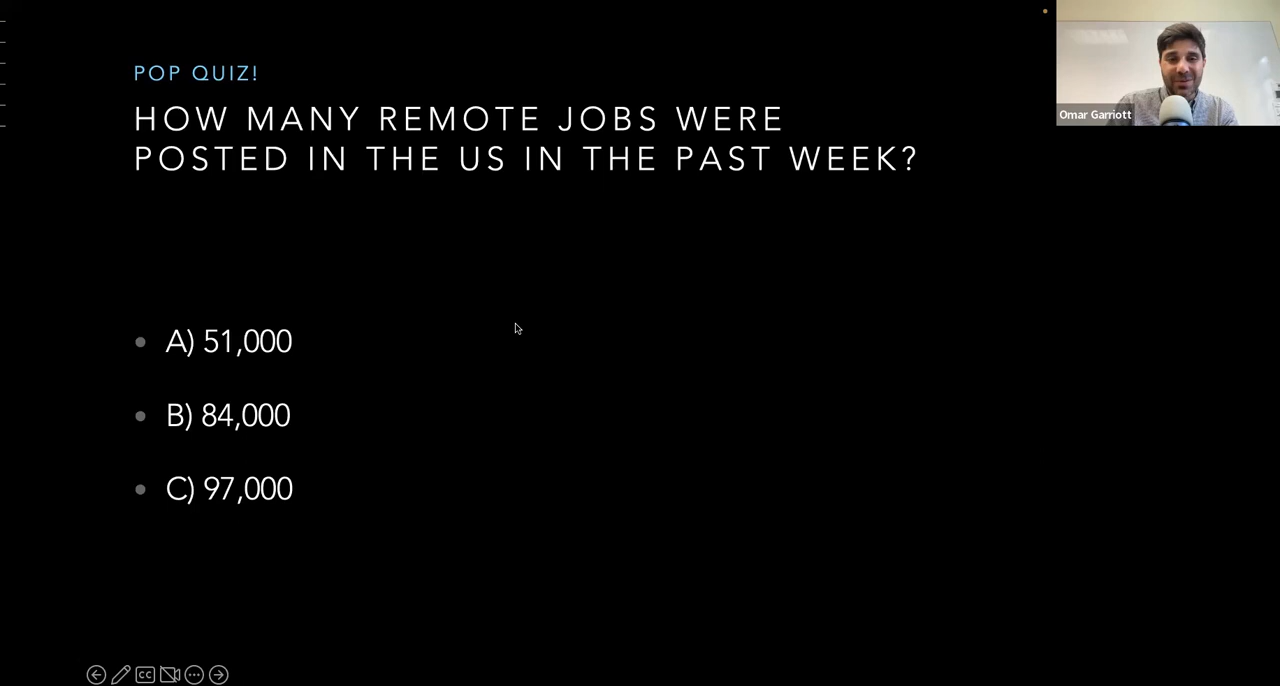 POP QUIZ!
HOW MANY REMOTE JOBS WERE
POSTED IN THE US IN THE PAST WEEK?
Omar Garriott
A) 51,000
B) 84,000
C) 97,000
CC